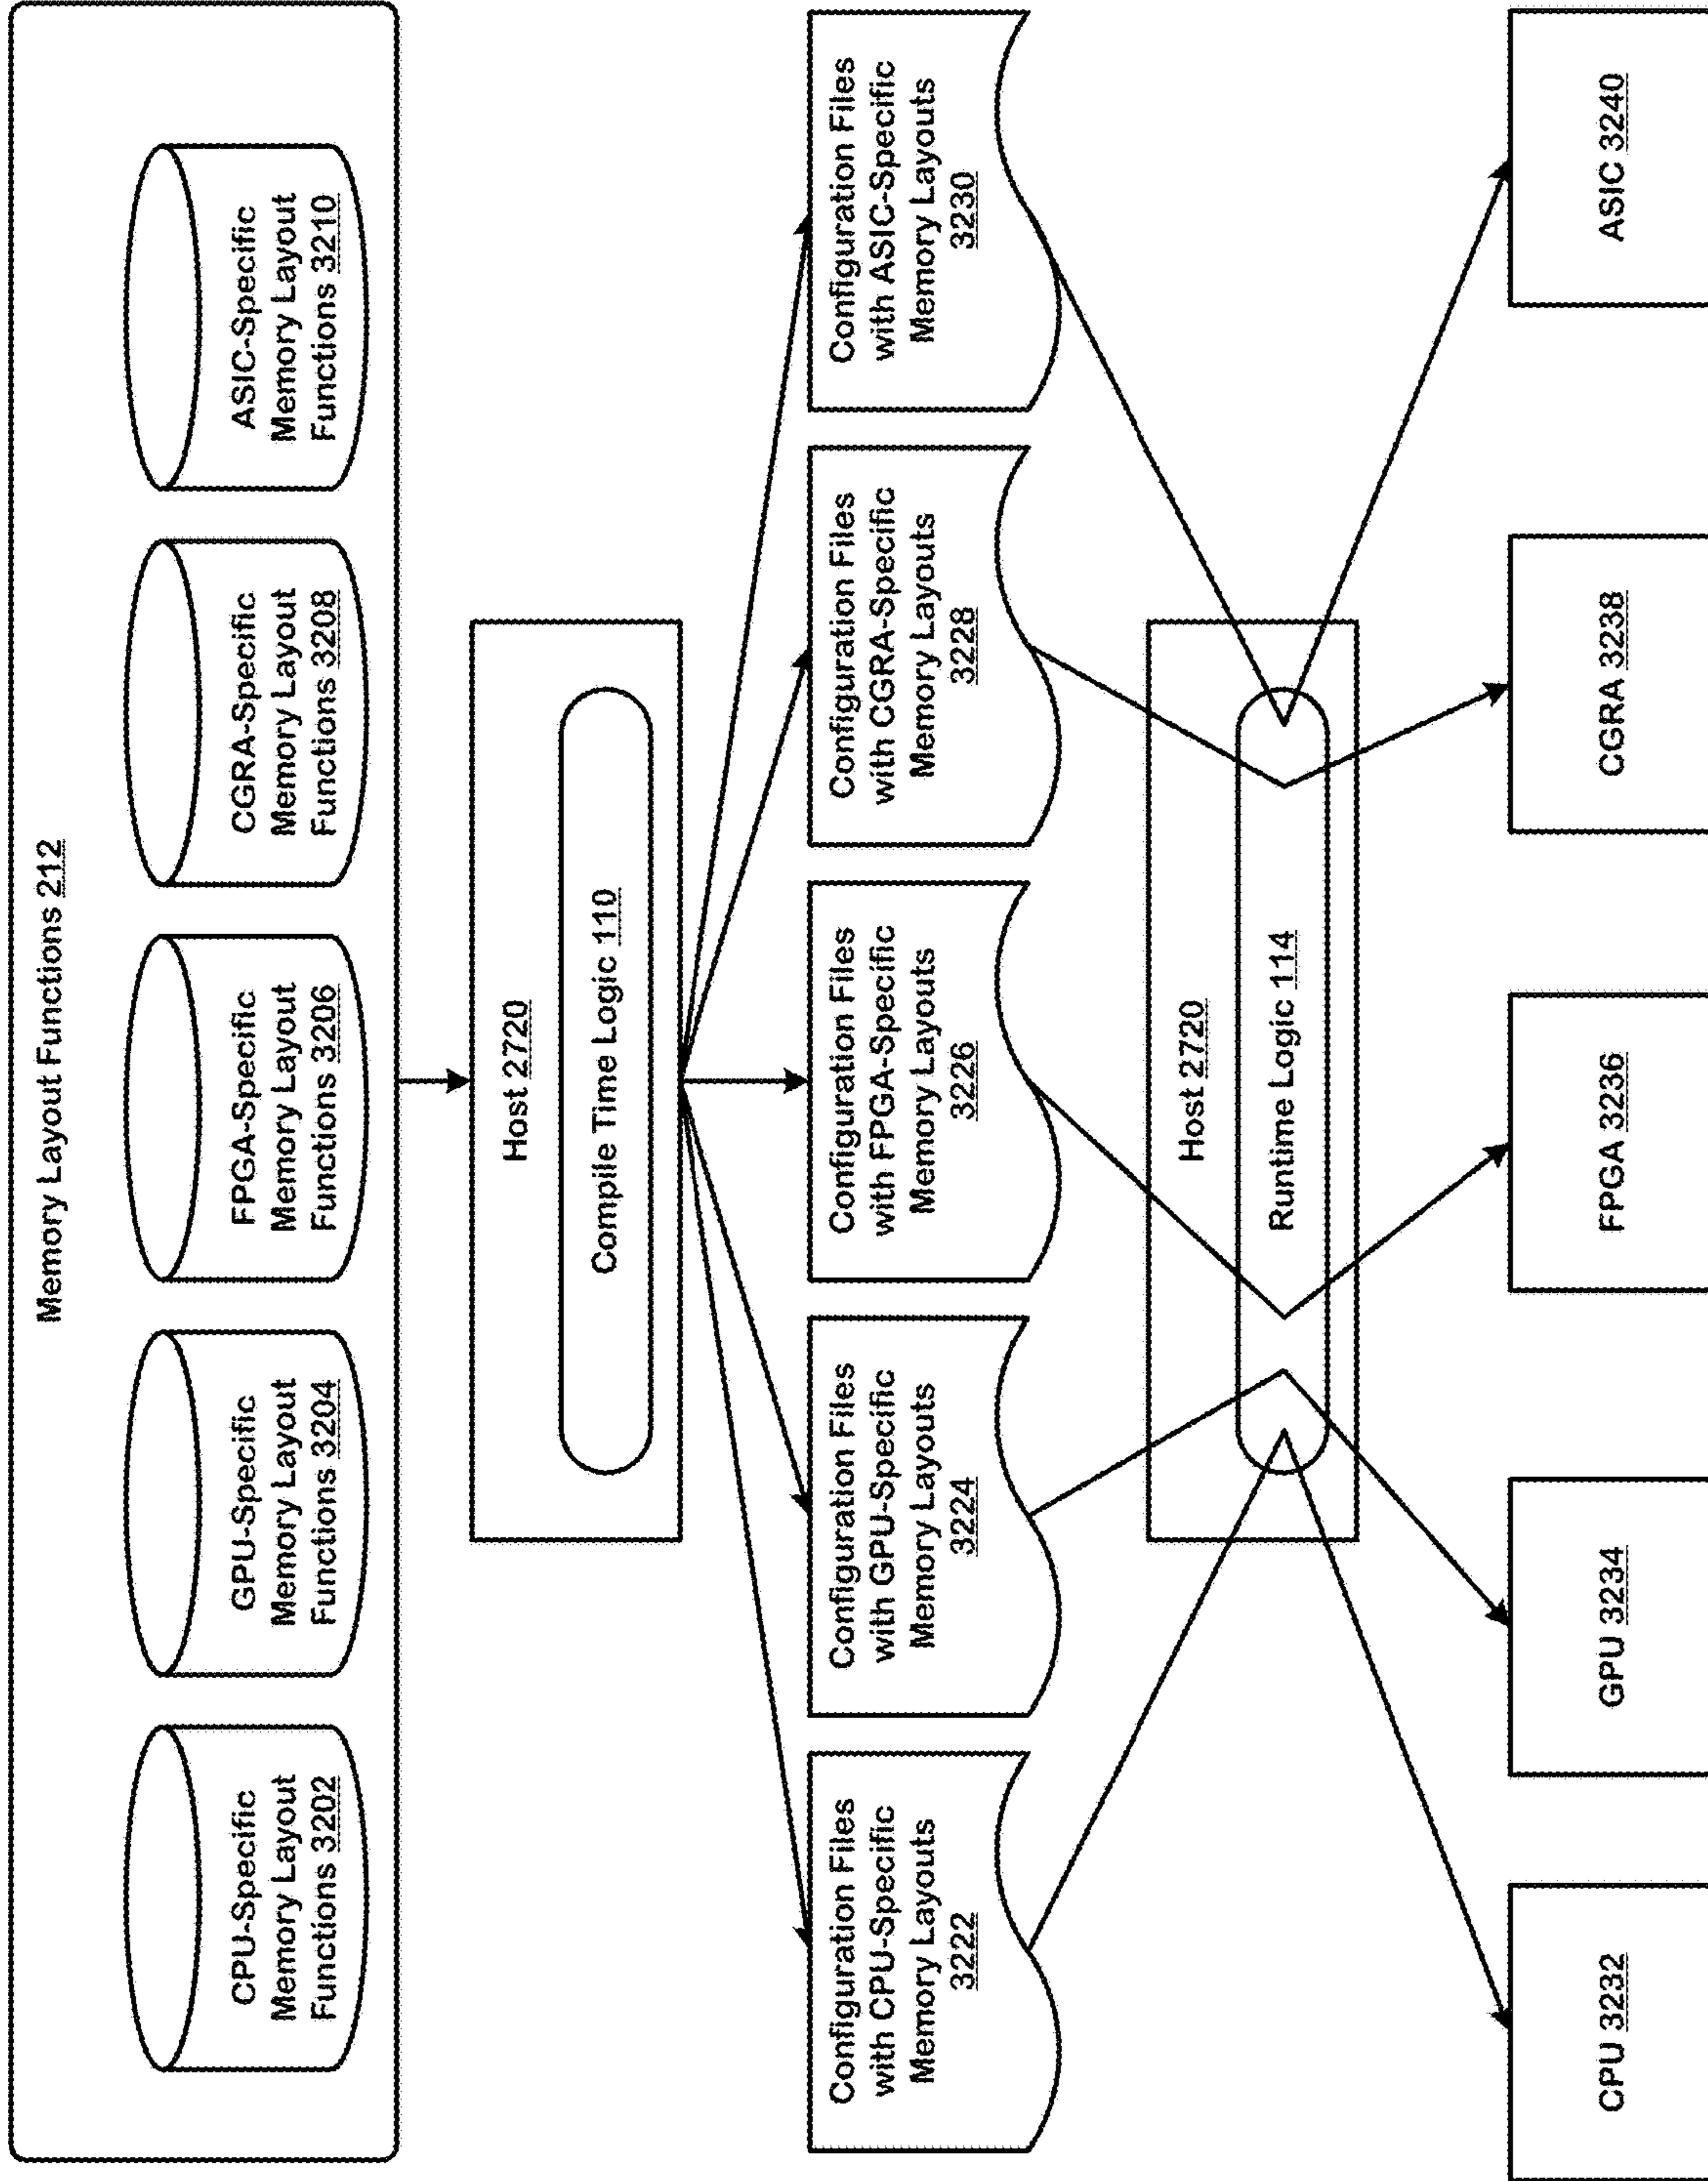 Memory Layout Functions 212
CPU-Specific
Memory Layout
Functions 3202
GPU-Specific
Memory Layout
Functions 3204
FPGA-Specific
Memory Layout
Functions 3206
CGRA-Specific
Memory Layout
Functions 3208
ASIC-Specific
Memory Layout
Functions 3210
Host 2720
Compile Time Logic 110
Configuration Files
with CPU-Specific
Memory Layouts
3222
Configuration Files
with GPU-Specific
Memory Layouts
3224
Configuration Files
with FPGA-Specific
Memory Layouts
3226
Configuration Files
with CGRA-Specific
Memory Layouts
3228
Configuration Files
with ASIC-Specific
Memory Layouts
3230
Host 2720
Runtime Logic 114
CPU 3232
GPU 3234
FPGA 3236
CGRA 3238
ASIC 3240